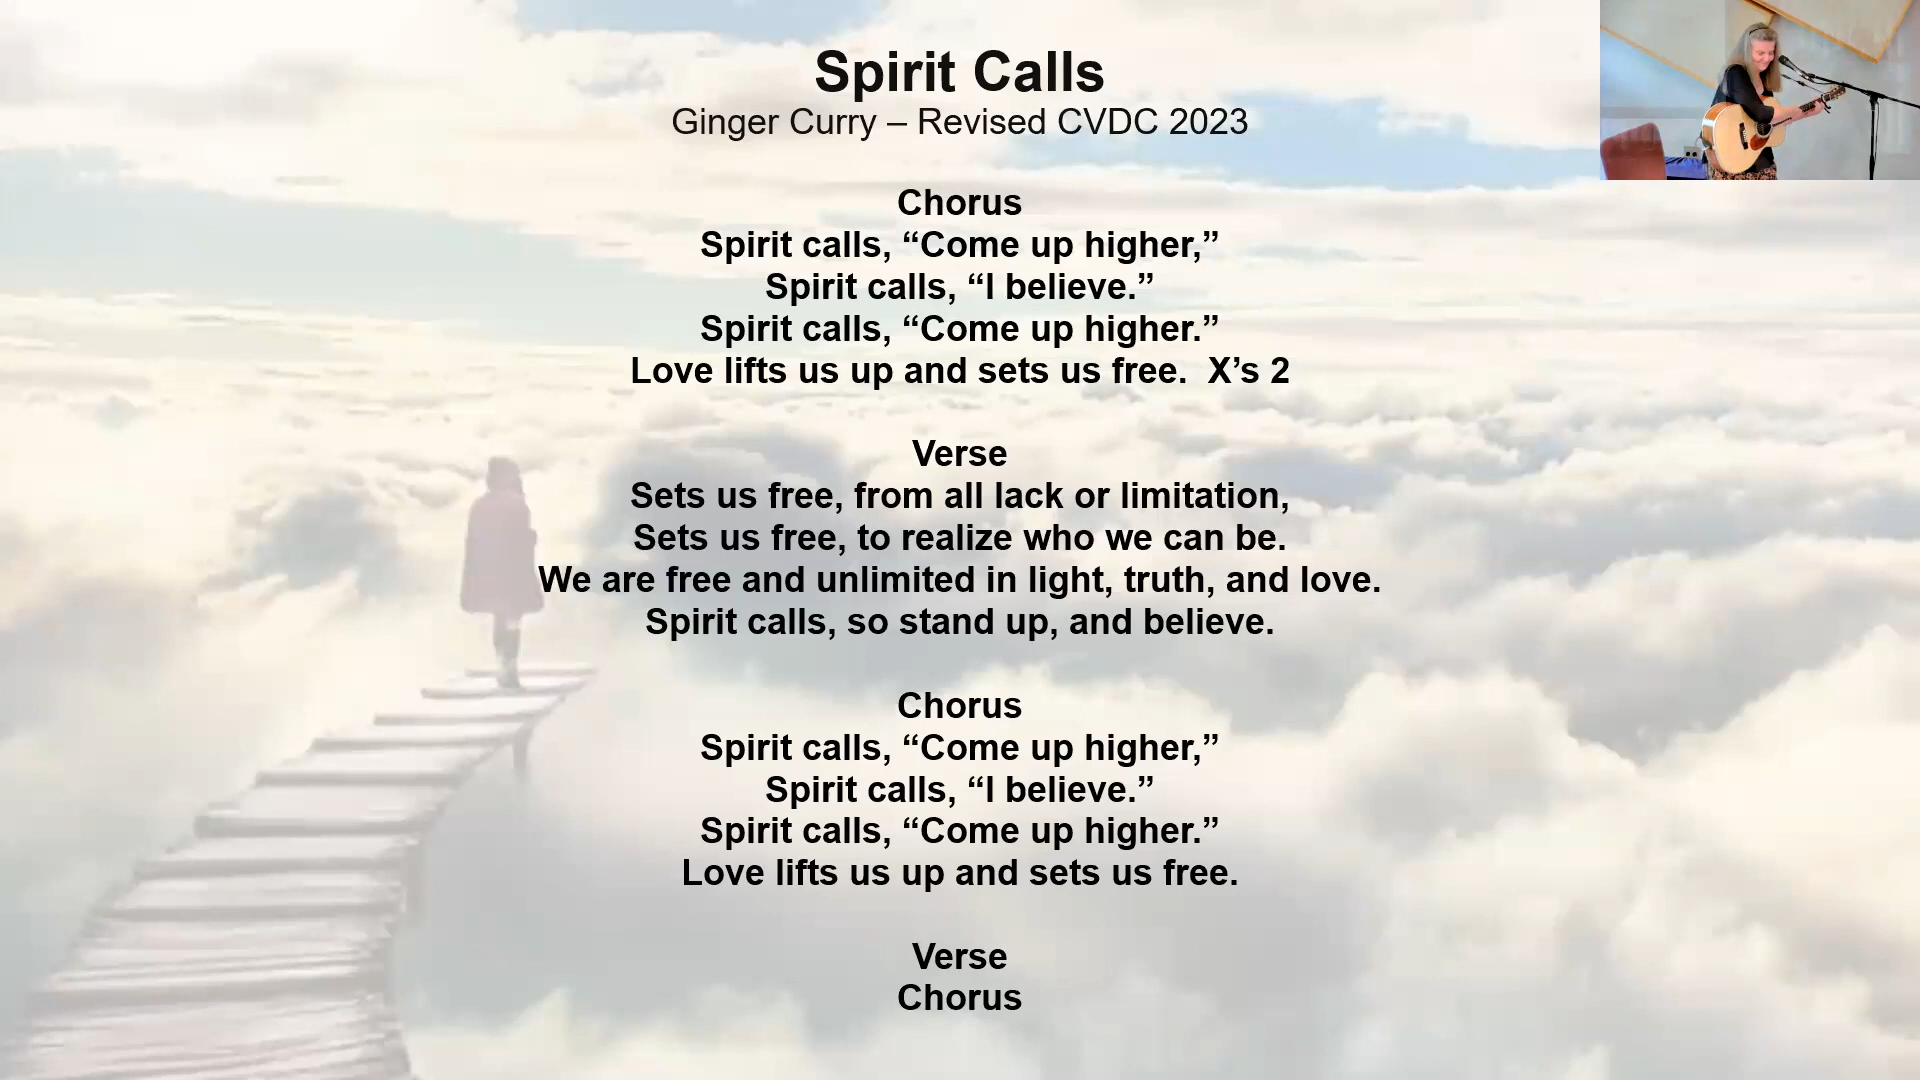 Spirit Calls
Ginger Curry – Revised CVDC 2023
Chorus
Spirit calls, “Come up higher,”
Spirit calls, “I believe.”
Spirit calls, “Come up higher.”
Love lifts us up and sets us free.  X’s 2
Verse
Sets us free, from all lack or limitation,
Sets us free, to realize who we can be.
We are free and unlimited in light, truth, and love.
Spirit calls, so stand up, and believe.
Chorus
Spirit calls, “Come up higher,”
Spirit calls, “I believe.”
Spirit calls, “Come up higher.”
Love lifts us up and sets us free.
Verse
Chorus